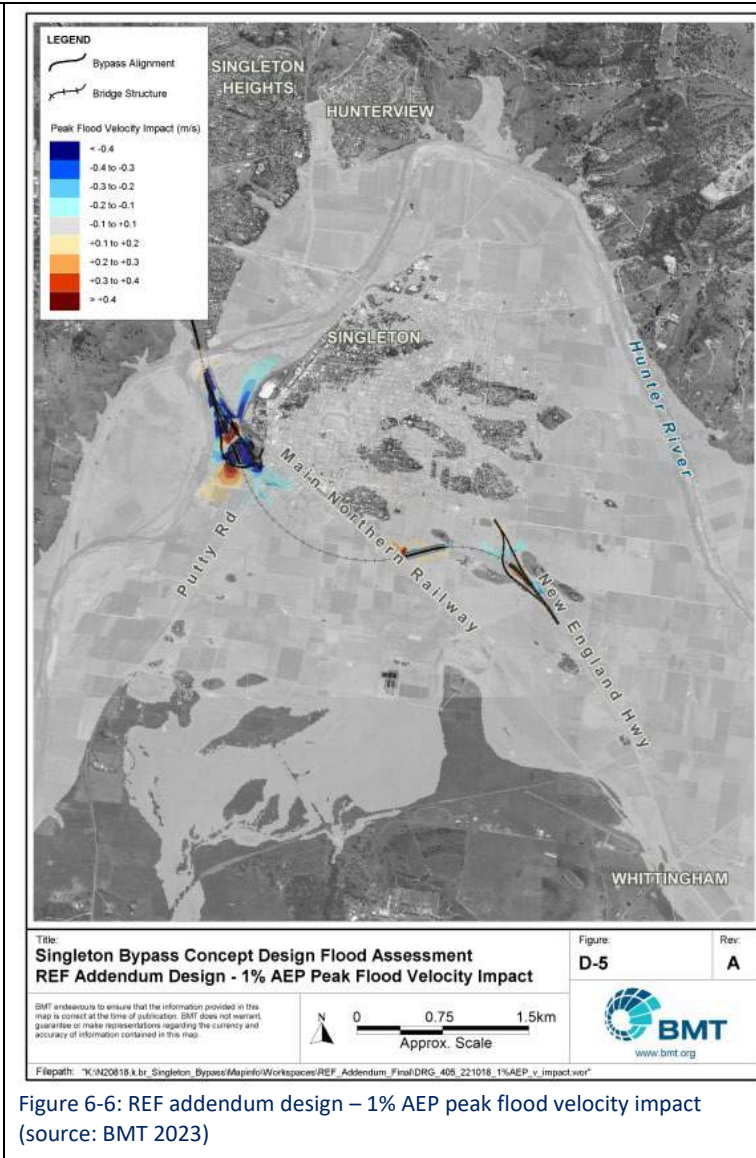 LEGEND
Bypass Alignment
Bridge Structure
Peak Flood Velocity Impact (m/s)
< -0.4
-0.4 to -0.3
-0.3 to -0.2
-0.2 to -0.1
-0.1 to +0.1
+0.1 to +0.2
+0.2 to +0.3
+0.3 to +0.4
> +0.4
SINGLETON
HEIGHTS
HUNTERVIEW
SINGLETON
Hunter River
Main Northern Railway
Putty Rd
New England Hwy
WHITTINGHAM
Title:
Singleton Bypass Concept Design Flood Assessment
REF Addendum Design - 1% AEP Peak Flood Velocity Impact
Figure:
D-5
Rev:
A
BMT endeavours to ensure that the information provided in this
map is correct at the time of publication. BMT does not warrant,
guarantee or make representations regarding the currency and
accuracy of information contained in this map.
N
0 0.75 1.5km
Approx. Scale
BMT
www.bmt.org
Filepath: "K:\N20818.k.br_Singleton_Bypass\Mapinfo\Workspaces\REF_Addendum_Final\DRG_405_221018_1%AEP_v_impact.wor"
Figure 6-6: REF addendum design – 1% AEP peak flood velocity impact
(source: BMT 2023)